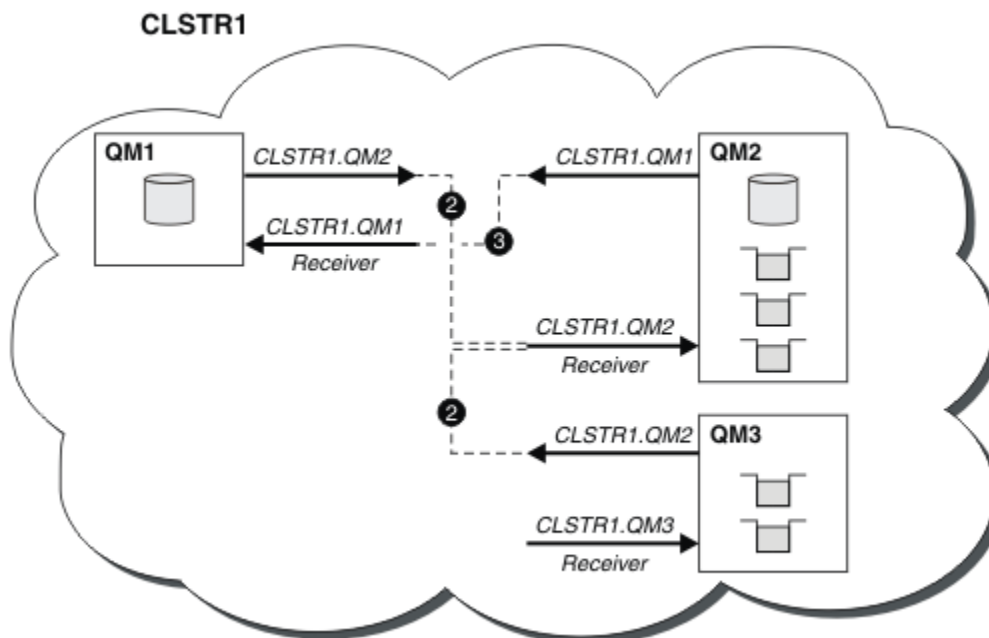 CLSTR1
QM1
CLSTR1.QM2
CLSTR1.QM1
QM2
2
CLSTR1.QM1
3
Receiver
CLSTR1.QM2
Receiver
2
CLSTR1.QM2
QM3
CLSTR1.QM3
Receiver